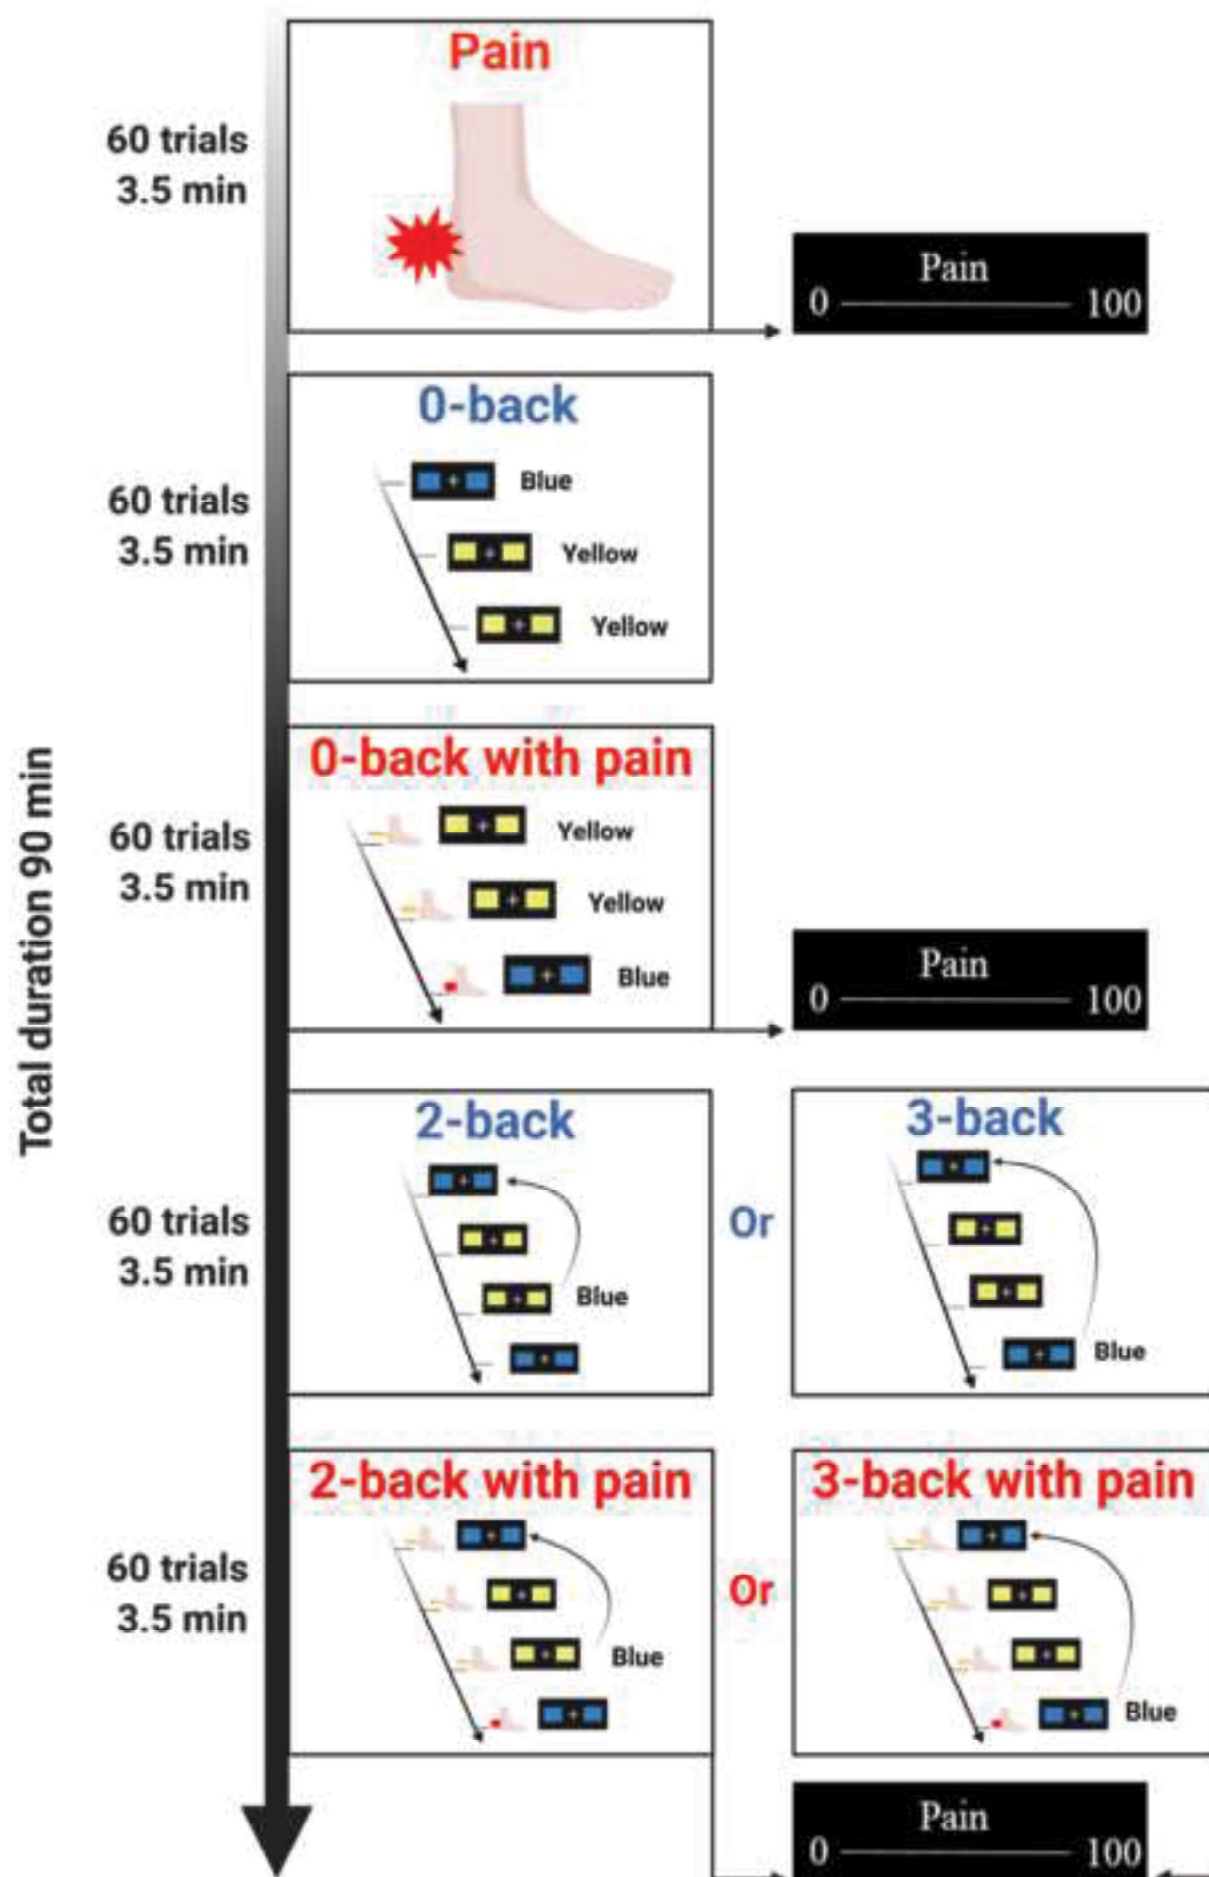 Pain
60 trials
3.5 min
Pain
0 100
0-back
Blue
60 trials
3.5 min
Yellow
Yellow
Total duration 90 min
0-back with pain
60 trials
3.5 min
Yellow
Yellow
Blue
Pain
0 100
2-back
60 trials
3.5 min
Blue
Or
3-back
Blue
2-back with pain
60 trials
3.5 min
Blue
Or
3-back with pain
Blue
Pain
0 100